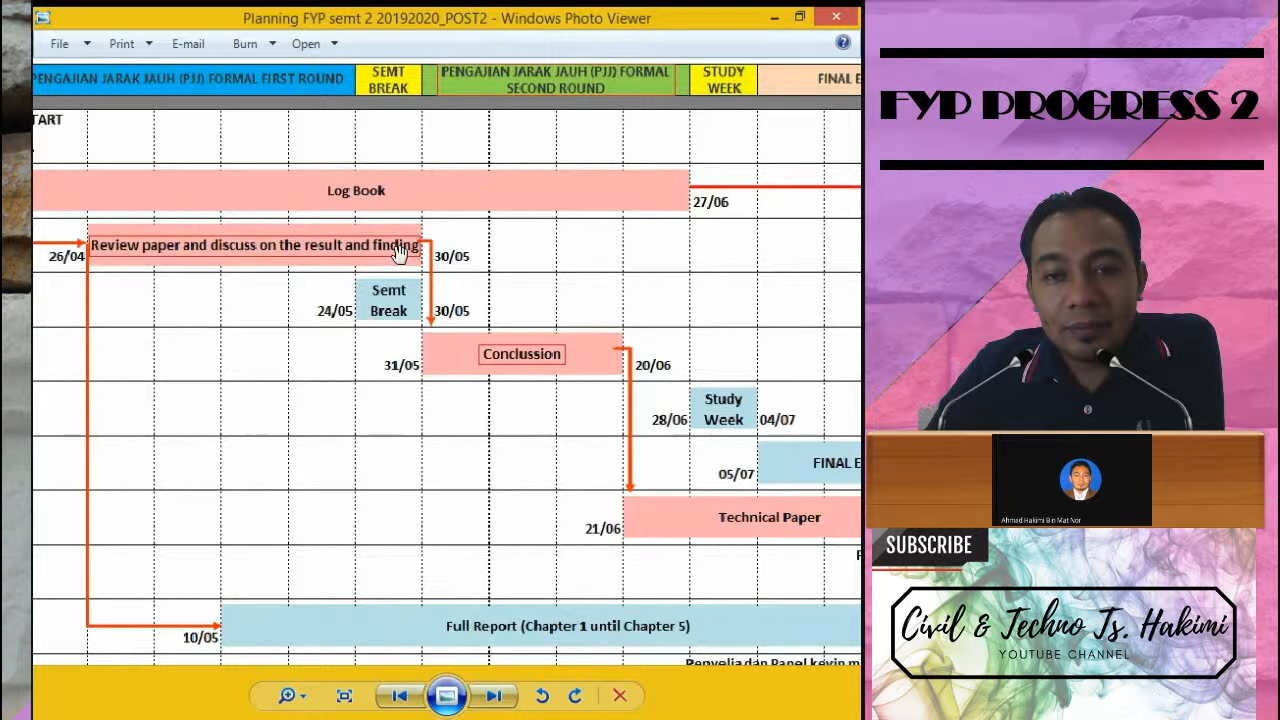 Planning FYP semt 2 20192020_POST2 - Windows Photo Viewer
File Print E-mail Burn Open
PENGAJIAN JARAK JAUH (PJJ) FORMAL FIRST ROUND
SEMT
BREAK
PENGAJIAN JARAK JAUH (PJJ) FORMAL
SECOND ROUND
STUDY
WEEK
FINAL E
TART
Log Book
27/06
26/04
Review paper and discuss on the result and finding
30/05
24/05
Semt
Break
30/05
31/05
Conclussion
20/06
28/06
Study
Week
04/07
05/07
FINAL E
21/06
Technical Paper
10/05
Full Report (Chapter 1 until Chapter 5)
FYP PROGRESS 2
Ahmad Hakimi Bin Mat Nor
SUBSCRIBE
Civil & Techno Ts. Hakimi
YOUTUBE CHANNEL